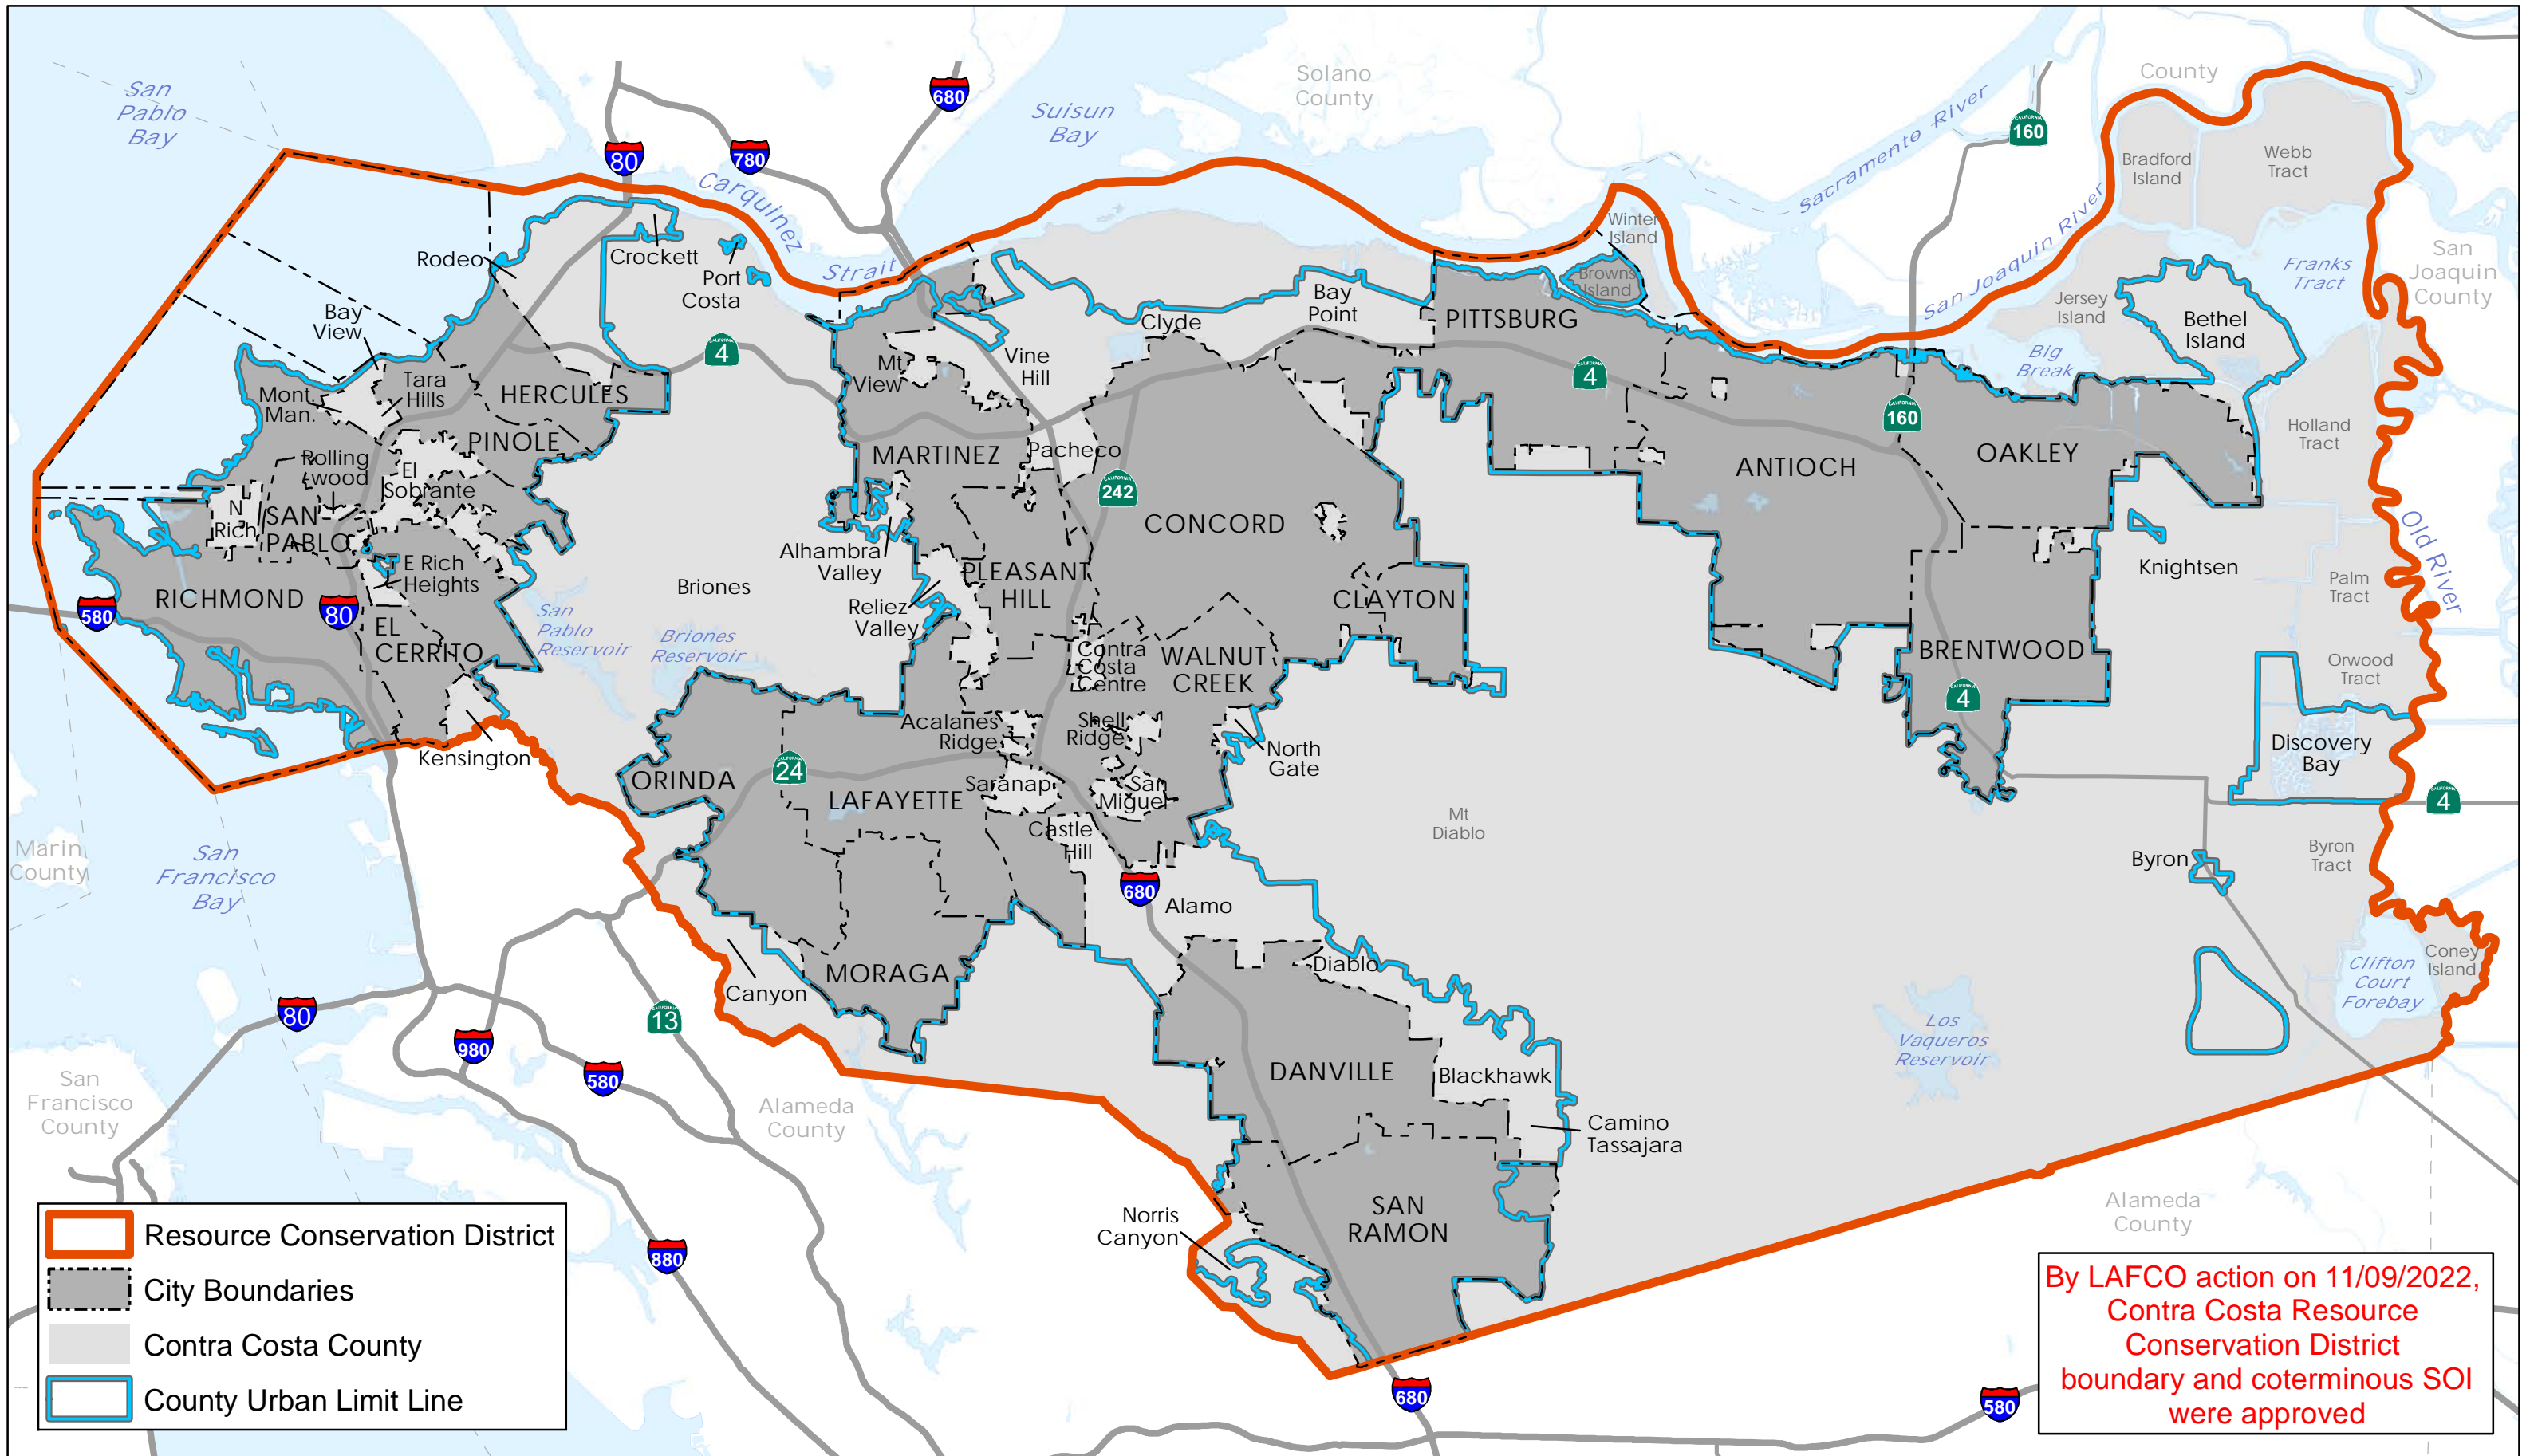 San
Pablo
Bay
680
Suisun
Bay
Solano
County
County
CALIFORNIA
160
80
780
Carquinez
Strait
Sacramento River
San Joaquin River
Bradford
Island
Webb
Tract
Winter
Island
Browns
Island
San
Joaquin
County
Franks
Tract
Jersey
Island
Bethel
Island
Big
Break
Rodeo
Crockett
Port
Costa
Bay
View
CALIFORNIA
4
Clyde
Bay
Point
PITTSBURG
CALIFORNIA
4
Mt
View
Vine
Hill
Mont
Man.
Tara
Hills
HERCULES
PINOLE
Rolling
-wood
El
Sobrante
N
Rich
SAN
PABLO
MARTINEZ
Pacheco
CALIFORNIA
242
CONCORD
ANTIOCH
CALIFORNIA
160
OAKLEY
Holland
Tract
Old River
Knightsen
Palm
Tract
Orwood
Tract
E Rich
Heights
RICHMOND
580
80
EL
CERRITO
San
Pablo
Reservoir
Briones
Briones
Reservoir
Alhambra
Valley
Reliez
Valley
PLEASANT
HILL
Contra
Costa
Centre
WALNUT
CREEK
CLAYTON
BRENTWOOD
CALIFORNIA
4
Discovery
Bay
CALIFORNIA
4
Kensington
ORINDA
CALIFORNIA
24
LAFAYETTE
Acalanes
Ridge
Shell
Ridge
North
Gate
Saranap
San
Miguel
Castle
Hill
Mt
Diablo
Byron
Byron
Tract
Marin
County
San
Francisco
Bay
680
Alamo
Diablo
MORAGA
Canyon
Clifton
Court
Forebay
Coney
Island
Los
Vaqueros
Reservoir
80
980
CALIFORNIA
13
580
DANVILLE
Blackhawk
Camino
Tassajara
San
Francisco
County
Alameda
County
Norris
Canyon
SAN
RAMON
Alameda
County
880
680
580
Resource Conservation District
City Boundaries
Contra Costa County
County Urban Limit Line
By LAFCO action on 11/09/2022,
Contra Costa Resource
Conservation District
boundary and coterminous SOI
were approved